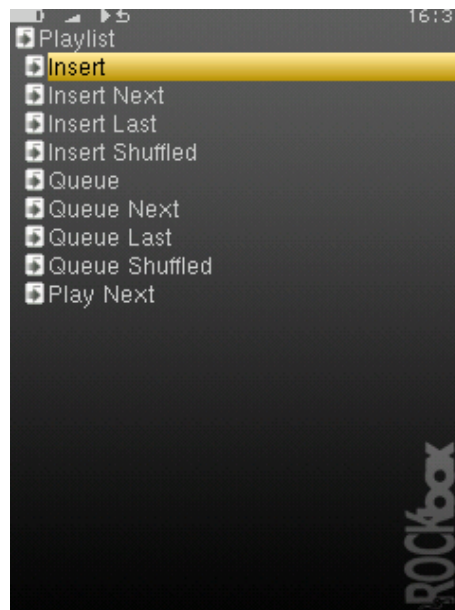 16:3
Playlist
Insert
Insert Next
Insert Last
Insert Shuffled
Queue
Queue Next
Queue Last
Queue Shuffled
Play Next
ROCKbox